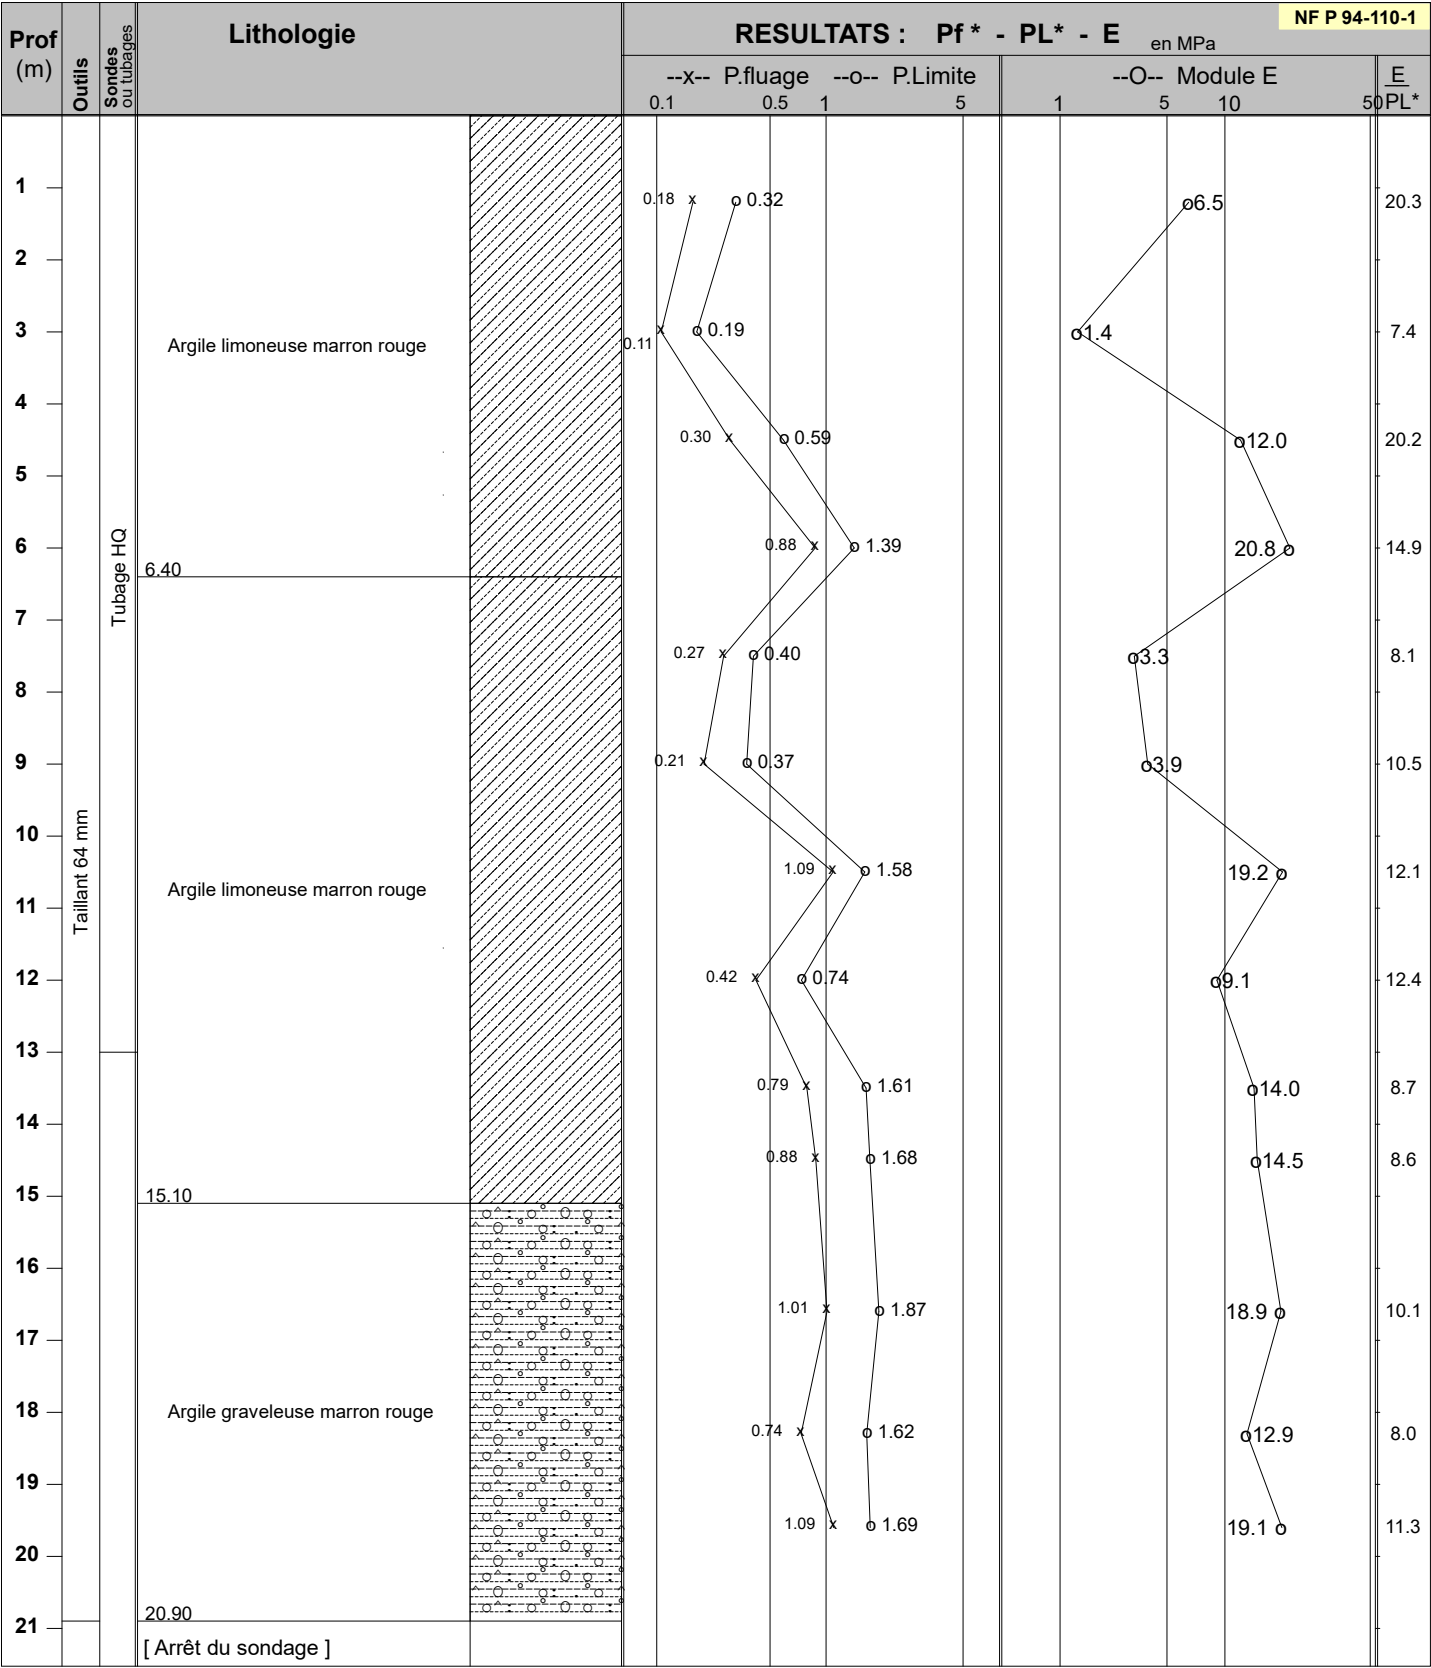 NF P 94-110-1
Prof
(m)
Outils
Sondes
ou tubages
Lithologie
RESULTATS : Pf * - PL* - E en MPa
--x-- P.fluage --o-- P.Limite
--O-- Module E
E
PL*
0.1 0.5 1 5
1 5 10 50
1
0.18 0.32 6.5 20.3
2
3
0.11 0.19 1.4 7.4
Argile limoneuse marron rouge
4
0.30 0.59 12.0 20.2
5
6
0.88 1.39 20.8 14.9
6.40
Tubage HQ
7
0.27 0.40 3.3 8.1
8
9
0.21 0.37 3.9 10.5
10
Taillant 64 mm
1.09 1.58 19.2 12.1
Argile limoneuse marron rouge
11
12
0.42 0.74 9.1 12.4
13
0.79 1.61 14.0 8.7
14
0.88 1.68 14.5 8.6
15
15.10
16
1.01 1.87 18.9 10.1
17
18
Argile graveleuse marron rouge
0.74 1.62 12.9 8.0
19
1.09 1.69 19.1 11.3
20
20.90
21
[ Arrêt du sondage ]